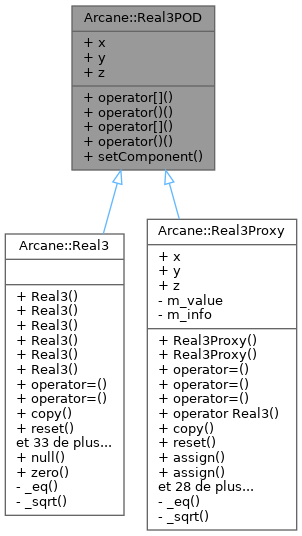 Arcane::Real3POD
+ x
+ y
+ z
+ operator[]()
+ operator()()
+ operator[]()
+ operator()()
+ setComponent()
Arcane::Real3
+ Real3()
+ Real3()
+ Real3()
+ Real3()
+ Real3()
+ Real3()
+ operator=()
+ operator=()
+ copy()
+ reset()
et 33 de plus...
+ null()
+ zero()
- _eq()
- _sqrt()
Arcane::Real3Proxy
+ x
+ y
+ z
- m_value
- m_info
+ Real3Proxy()
+ Real3Proxy()
+ operator=()
+ operator=()
+ operator=()
+ operator Real3()
+ copy()
+ reset()
+ assign()
+ assign()
et 28 de plus...
- _eq()
- _sqrt()